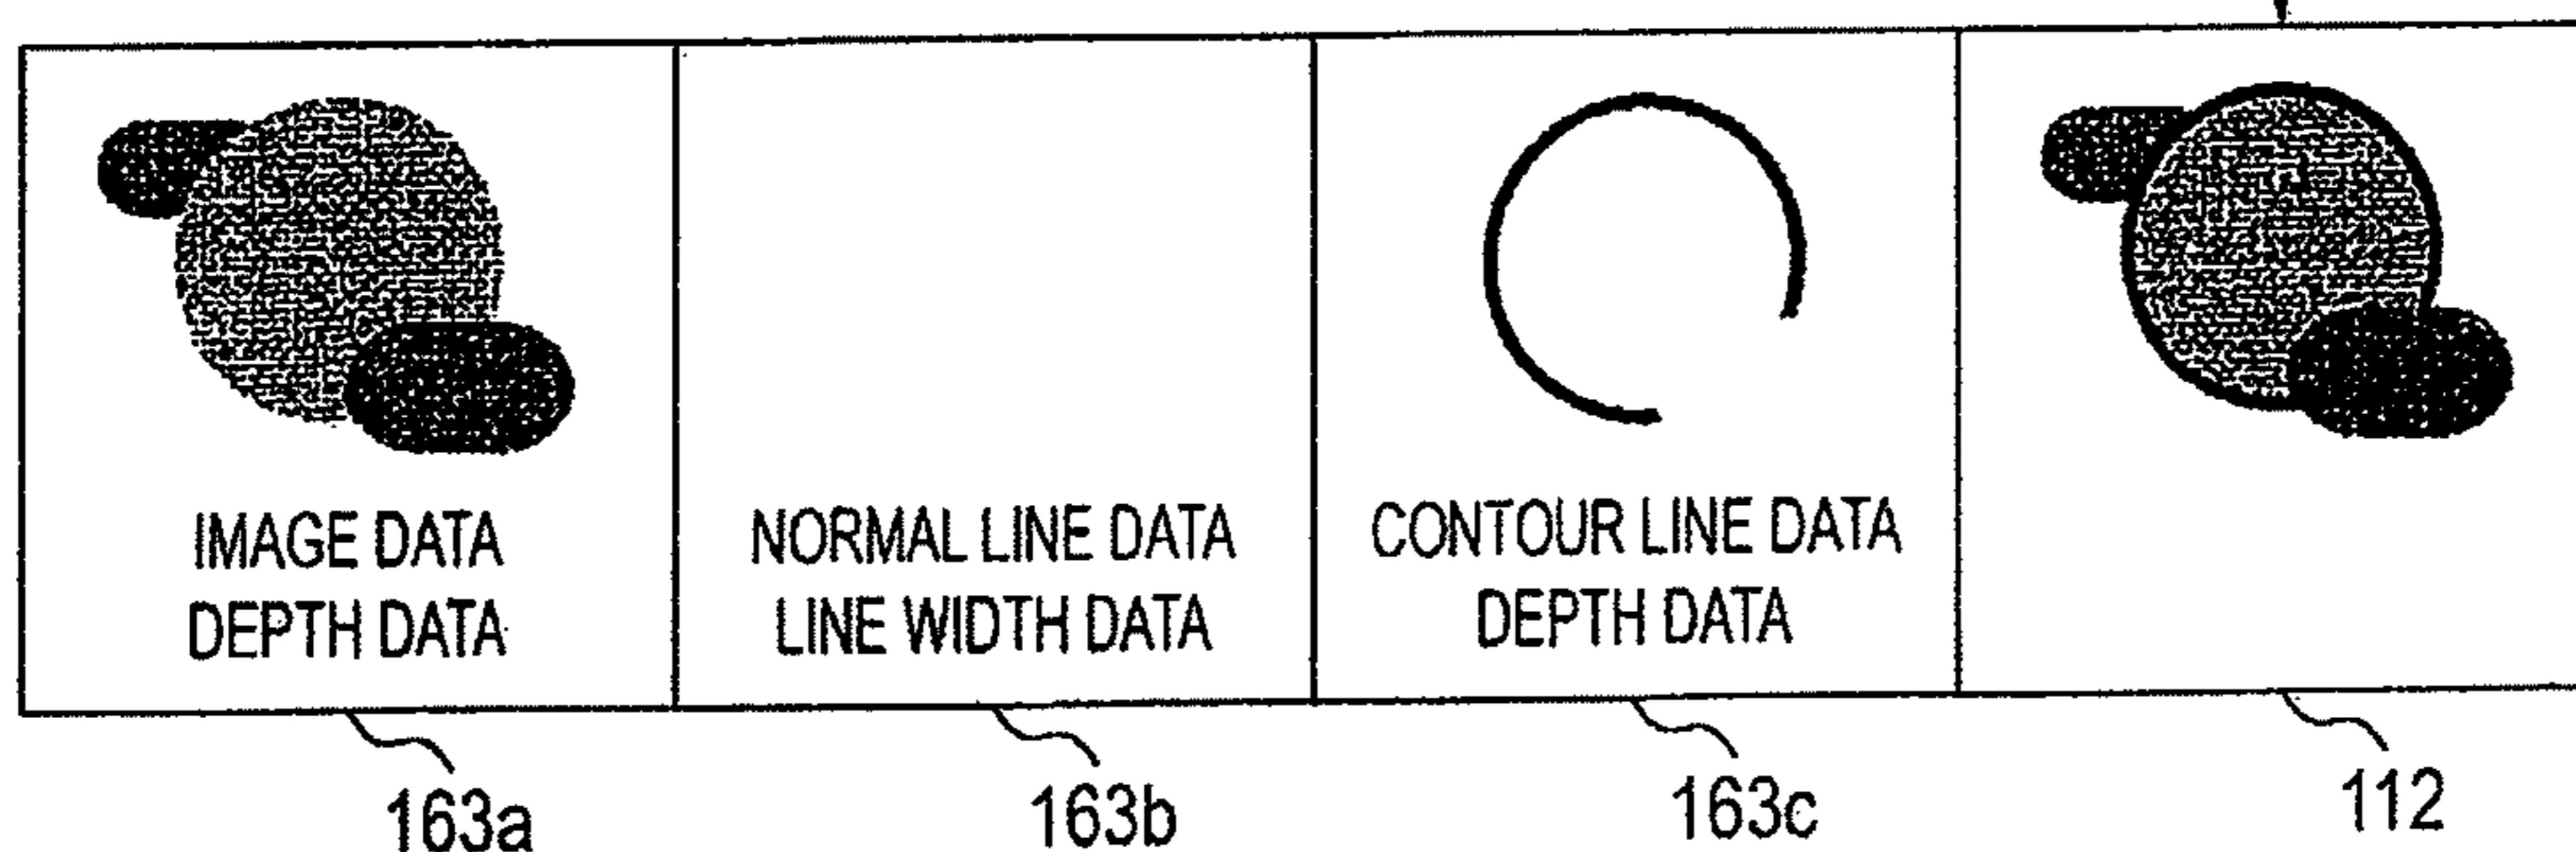 IMAGE DATA
DEPTH DATA
NORMAL LINE DATA
LINE WIDTH DATA
CONTOUR LINE DATA
DEPTH DATA
163a
163b
163c
112